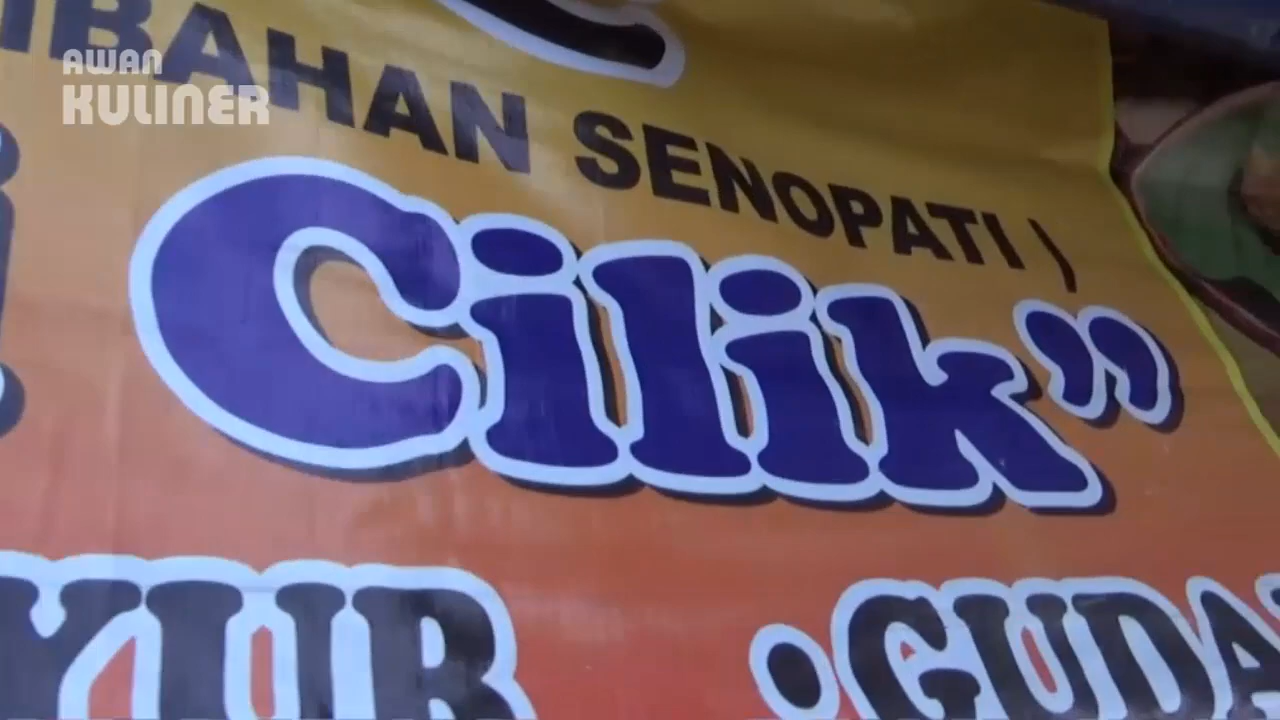 AWAN
KULINER
IBAHAN SENOPATI )
Cilik”
YUR • GUDA